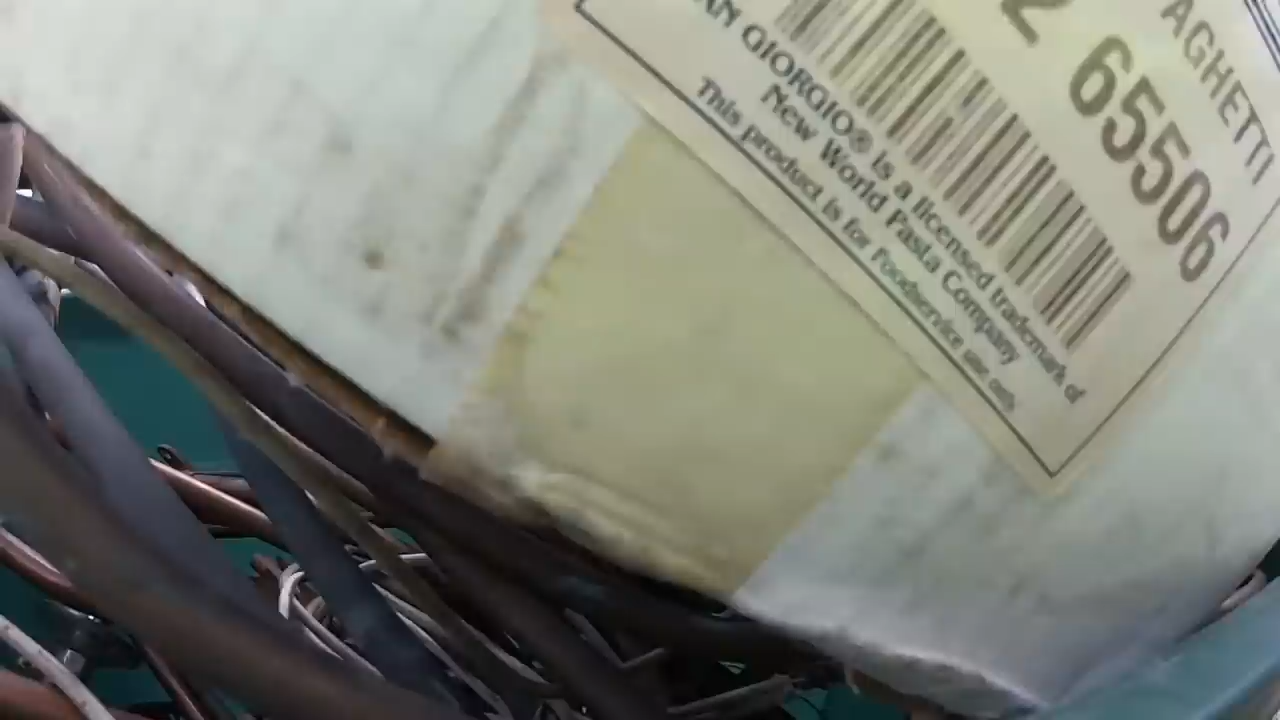 AGHETTI
2 65506
AN GIORGIO® is a licensed trademark of
New World Pasta Company
This product is for Foodservice use only.